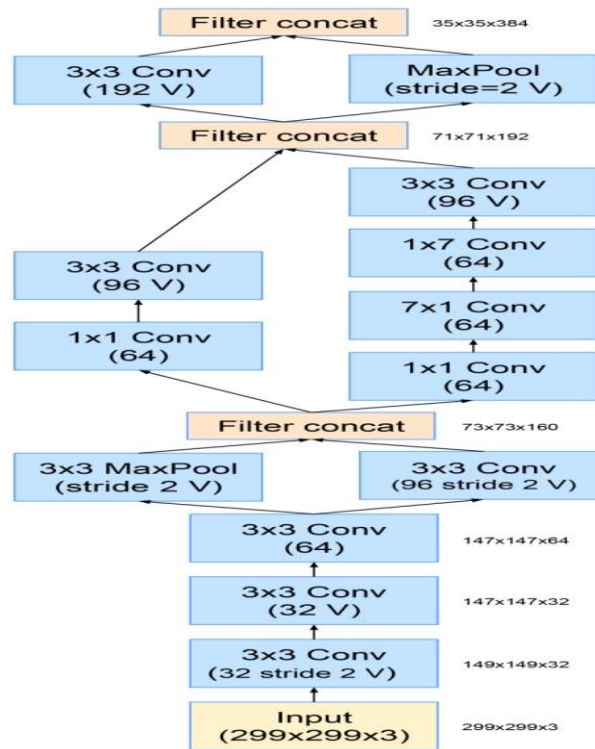 Filter concat
35x35x384
3x3 Conv
(192 V)
MaxPool
(stride=2 V)
Filter concat
71x71x192
3x3 Conv
(96 V)
1x7 Conv
(64)
3x3 Conv
(96 V)
7x1 Conv
(64)
1x1 Conv
(64)
1x1 Conv
(64)
Filter concat
73x73x160
3x3 MaxPool
(stride 2 V)
3x3 Conv
(96 stride 2 V)
3x3 Conv
(64)
147x147x64
3x3 Conv
(32 V)
147x147x32
3x3 Conv
(32 stride 2 V)
149x149x32
Input
(299x299x3)
299x299x3